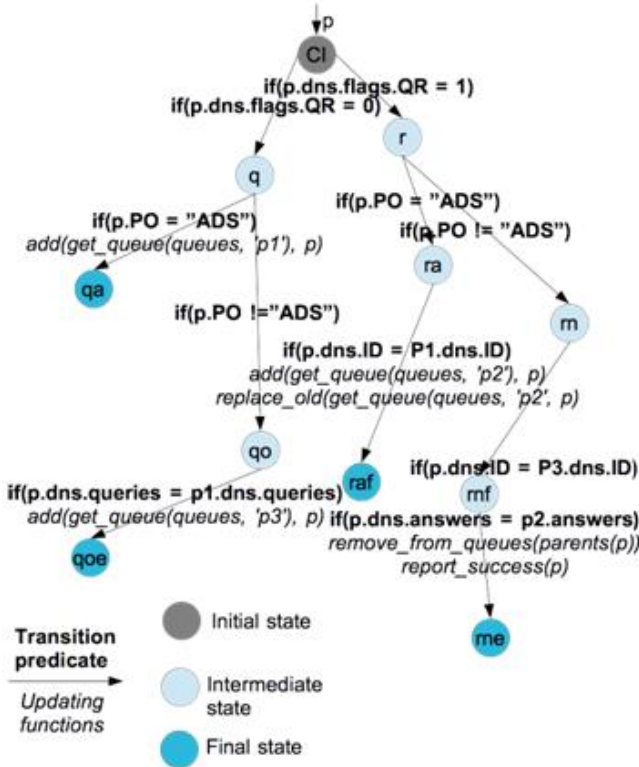 p
CI
if(p.dns.flags.QR = 1)
if(p.dns.flags.QR = 0)
r
q
if(p.PO = "ADS")
add(get_queue(queues, 'p1'), p)
if(p.PO = "ADS")
if(p.PO != "ADS")
ra
qa
if(p.PO !="ADS")
rn
if(p.dns.ID = P1.dns.ID)
add(get_queue(queues, 'p2'), p)
replace_old(get_queue(queues, 'p2', p)
qo
raf
if(p.dns.ID = P3.dns.ID)
rnf
if(p.dns.queries = p1.dns.queries)
add(get_queue(queues, 'p3'), p)
if(p.dns.answers = p2.answers)
remove_from_queues(parents(p))
report_success(p)
qoe
rne
Transition
predicate
Updating
functions
Initial state
Intermediate
state
Final state